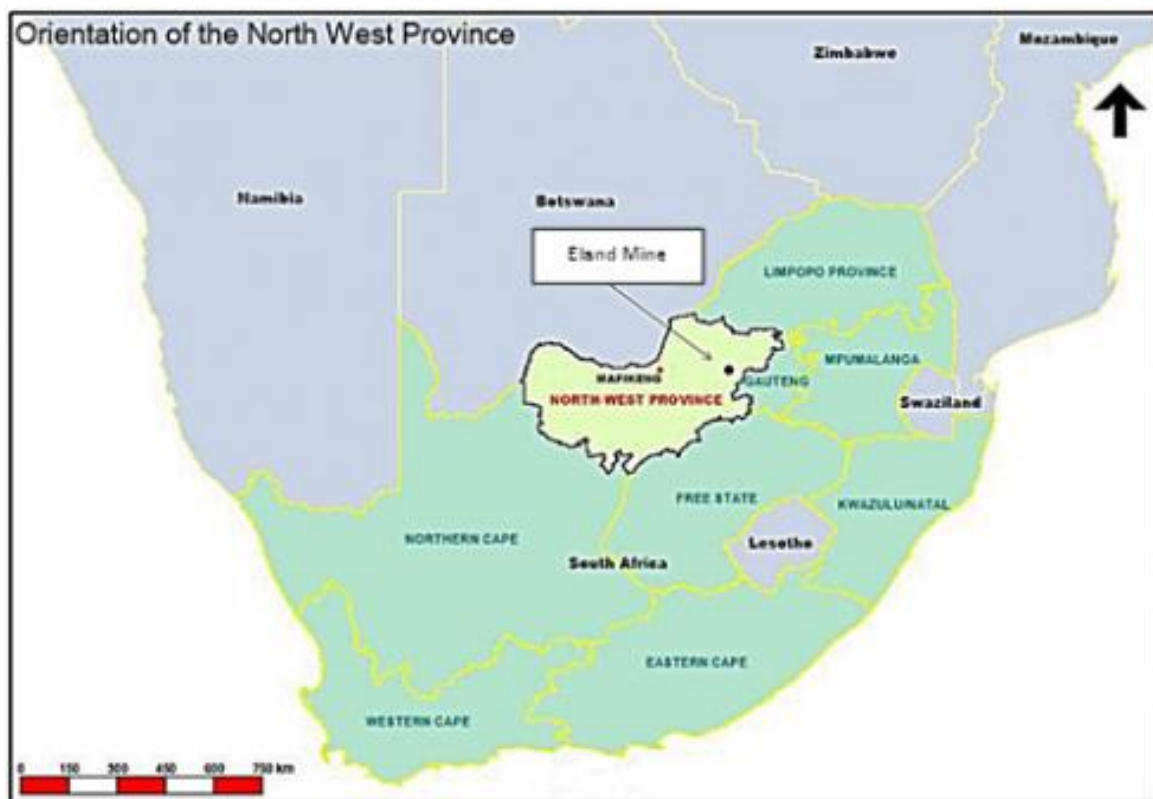 Orientation of the North West Province
Mozambique
Zimbabwe
Namibia
Botswana
Eland Mine
LIMPOPO PROVINCE
MPUMALANGA
MAFIKENG
GAUTENG
NORTH WEST PROVINCE
Swaziland
FREE STATE
KWAZULU/NATAL
NORTHERN CAPE
Lesotho
South Africa
EASTERN CAPE
WESTERN CAPE
0 150 300 450 600 750 km